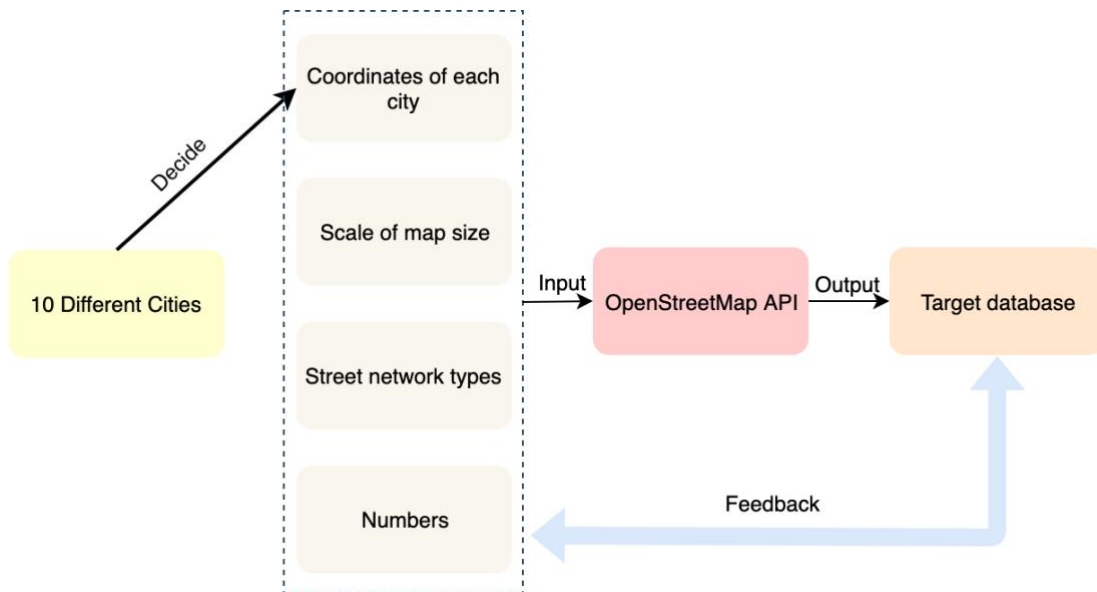 Coordinates of each
city
Decide
Scale of map size
10 Different Cities
Input
OpenStreetMap API
Output
Target database
Street network types
Numbers
Feedback